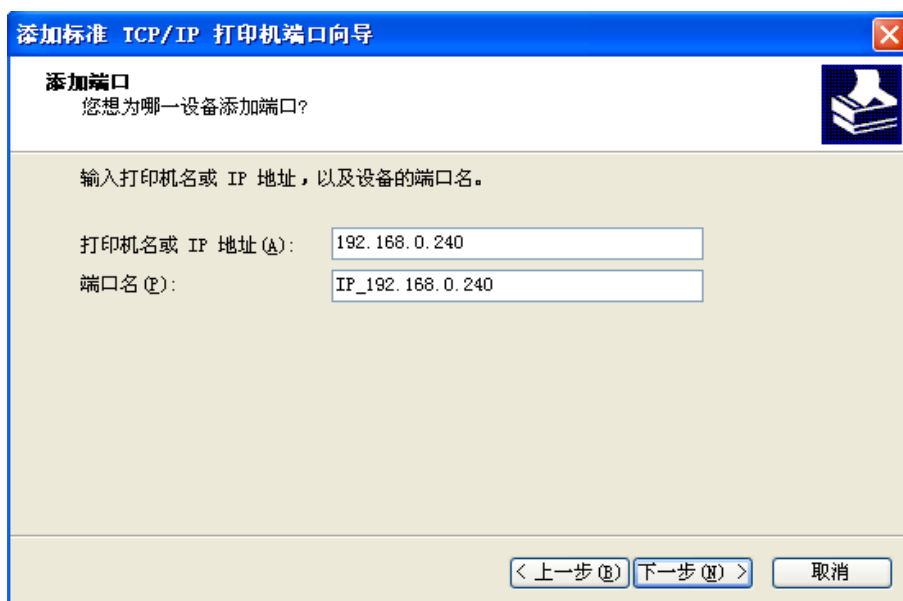 添加标准 TCP/IP 打印机端口向导
添加端口
您想为哪一设备添加端口?
输入打印机名或 IP 地址，以及设备的端口名。
打印机名或 IP 地址(A): 192.168.0.240
端口名(P): IP_192.168.0.240
< 上一步(B) 下一步(N) > 取消